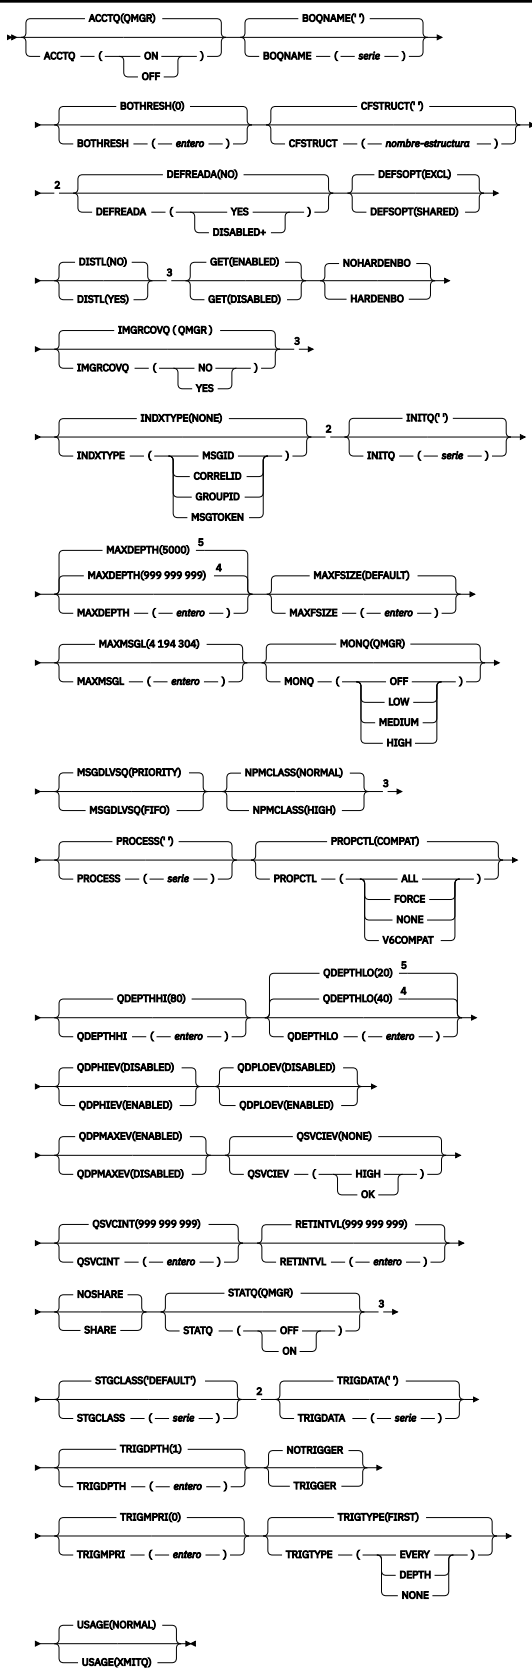 ACCTQ(QMGR) BOQNAME(' ')
ACCTQ ( ON ) BOQNAME ( serie )
OFF
BOTHRESH(0) CFSTRUCT(' ')
BOTHRESH ( entero ) CFSTRUCT ( nombre-estructura )
2 DEFREADA(NO) DEFSOPT(EXCL)
DEFREADA ( YES ) DEFSOPT(SHARED)
DISABLED+
DISTL(NO) 3 GET(ENABLED) NOHARDENBO
DISTL(YES) GET(DISABLED) HARDENBO
IMGRCOVQ ( QMGR ) 3
IMGRCOVQ ( NO )
YES
INDXTYPE(NONE) 2 INITQ(' ')
INDXTYPE ( MSGID ) INITQ ( serie )
CORRELID
GROUPID
MSGTOKEN
MAXDEPTH(5000) 5
MAXDEPTH(999 999 999) 4 MAXFSIZE(DEFAULT)
MAXDEPTH ( entero ) MAXFSIZE ( entero )
MAXMSGL(4 194 304) MONQ(QMGR)
MAXMSGL ( entero ) MONQ ( OFF )
LOW
MEDIUM
HIGH
MSGDLVSQ(PRIORITY) NPMCLASS(NORMAL) 3
MSGDLVSQ(FIFO) NPMCLASS(HIGH)
PROCESS(' ') PROPCTL(COMPAT)
PROCESS ( serie ) PROPCTL ( ALL )
FORCE
NONE
V6COMPAT
QDEPTHLO(20) 5
QDEPTHHI(80) QDEPTHLO(40) 4
QDEPTHHI ( entero ) QDEPTHLO ( entero )
QDPHIEV(DISABLED) QDPLOEV(DISABLED)
QDPHIEV(ENABLED) QDPLOEV(ENABLED)
QDPMAXEV(ENABLED) QSVCIEV(NONE)
QDPMAXEV(DISABLED) QSVCIEV ( HIGH )
OK
QSVCINT(999 999 999) RETINTVL(999 999 999)
QSVCINT ( entero ) RETINTVL ( entero )
NOSHARE STATQ(QMGR) 3
SHARE STATQ ( OFF )
ON
STGCLASS('DEFAULT') 2 TRIGDATA(' ')
STGCLASS ( serie ) TRIGDATA ( serie )
TRIGDPTH(1) NOTRIGGER
TRIGDPTH ( entero ) TRIGGER
TRIGMPRI(0) TRIGTYPE(FIRST)
TRIGMPRI ( entero ) TRIGTYPE ( EVERY )
DEPTH
NONE
USAGE(NORMAL)
USAGE(XMITQ)